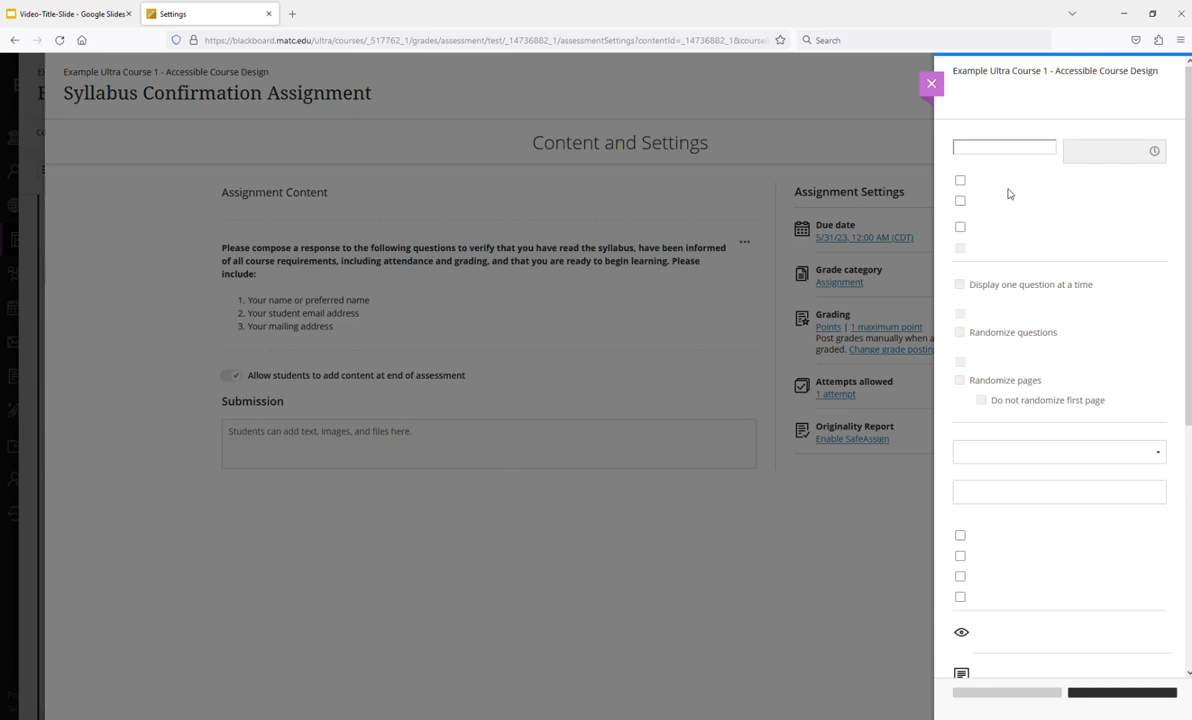 Video-Title-Slide - Google Slides
Settings
https://blackboard.matc.edu/ultra/courses/_517762_1/grades/assessment/test/_14736882_1/assessmentSettings?contentId=_14736882_1&course
Search
Example Ultra Course 1 - Accessible Course Design
Syllabus Confirmation Assignment
Content and Settings
Assignment Content
Please compose a response to the following questions to verify that you have read the syllabus, have been informed
of all course requirements, including attendance and grading, and that you are ready to begin learning. Please
include:
1. Your name or preferred name
2. Your student email address
3. Your mailing address
Allow students to add content at end of assessment
Submission
Students can add text, images, and files here.
Assignment Settings
Due date
5/31/23, 12:00 AM (CDT)
Grade category
Assignment
Grading
Points | 1 maximum point
Post grades manually when a
graded. Change grade postin
Attempts allowed
1 attempt
Originality Report
Enable SafeAssign
Example Ultra Course 1 - Accessible Course Design
Display one question at a time
Randomize questions
Randomize pages
Do not randomize first page